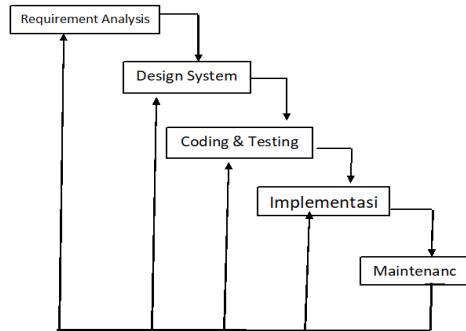 Requirement Analysis
Design System
Coding & Testing
Implementasi
Maintenanc